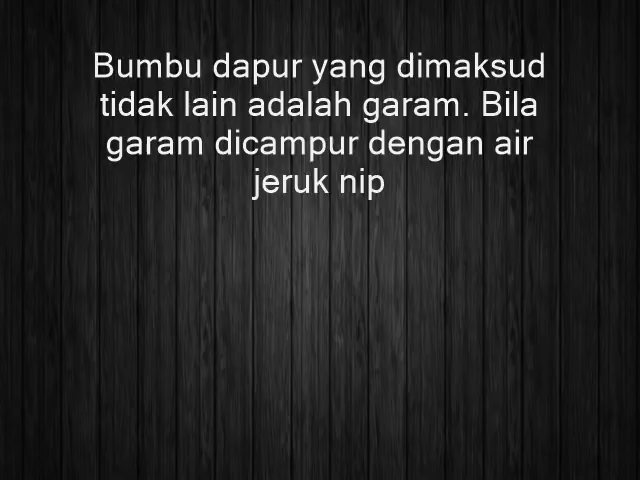 Bumbu dapur yang dimaksud
tidak lain adalah garam. Bila
garam dicampur dengan air
jeruk nip